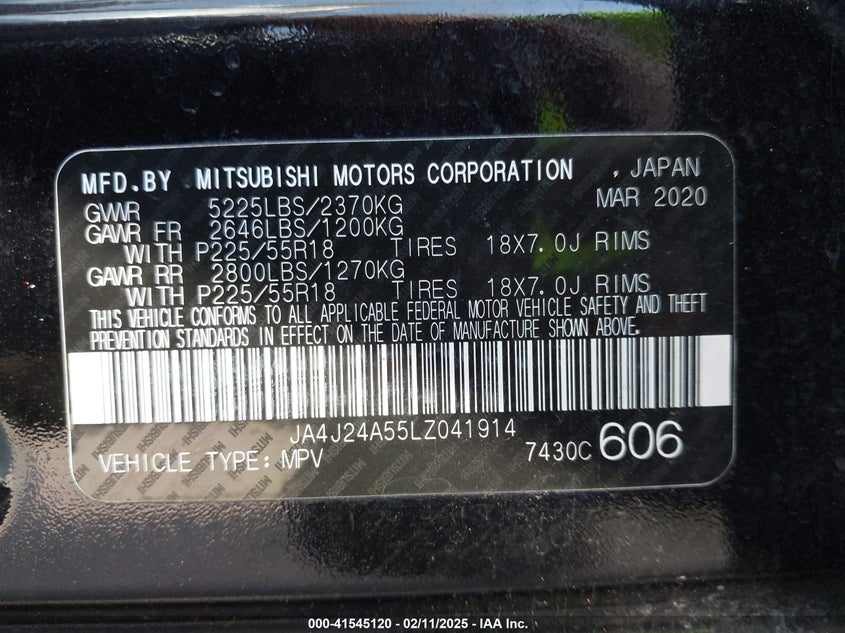 MFD.BY MITSUBISHI MOTORS CORPORATION , JAPAN
GVWR 5225LBS/2370KG MAR 2020
GAWR FR 2646LBS/1200KG
WITH P225/55R18 TIRES 18X7.0J RIMS
GAWR RR 2800LBS/1270KG
WITH P225/55R18 TIRES 18X7.0J RIMS
THIS VEHICLE CONFORMS TO ALL APPLICABLE FEDERAL MOTOR VEHICLE SAFETY AND THEFT
PREVENTION STANDARDS IN EFFECT ON THE DATE OF MANUFACTURE SHOWN ABOVE.
JA4J24A55LZ041914
VEHICLE TYPE: MPV 7430C 606
000-41545120 - 02/11/2025 - © IAA, Inc.